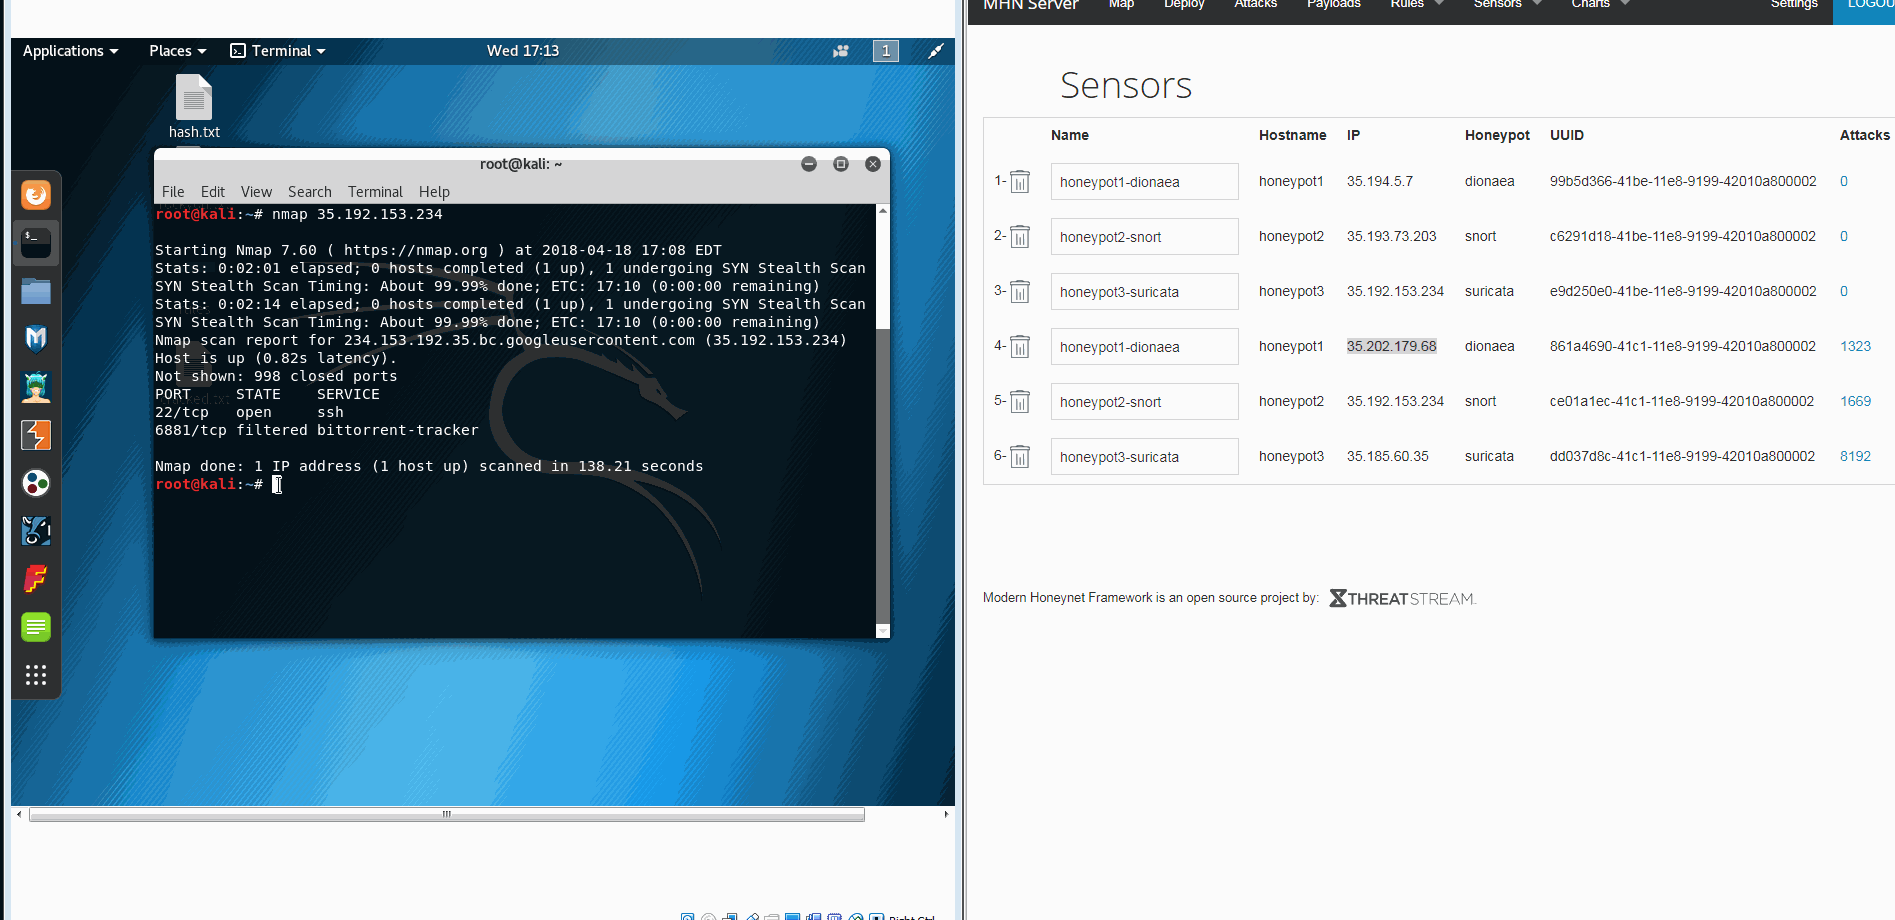 Applications Places Terminal Wed 17:13 1
hash.txt
root@kali: ~
File Edit View Search Terminal Help
root@kali:~# nmap 35.192.153.234
Starting Nmap 7.60 ( https://nmap.org ) at 2018-04-18 17:08 EDT
Stats: 0:02:01 elapsed; 0 hosts completed (1 up), 1 undergoing SYN Stealth Scan
SYN Stealth Scan Timing: About 99.99% done; ETC: 17:10 (0:00:00 remaining)
Stats: 0:02:14 elapsed; 0 hosts completed (1 up), 1 undergoing SYN Stealth Scan
SYN Stealth Scan Timing: About 99.99% done; ETC: 17:10 (0:00:00 remaining)
Nmap scan report for 234.153.192.35.bc.googleusercontent.com (35.192.153.234)
Host is up (0.82s latency).
Not shown: 998 closed ports
PORT STATE SERVICE
22/tcp open ssh
6881/tcp filtered bittorrent-tracker
Nmap done: 1 IP address (1 host up) scanned in 138.21 seconds
root@kali:~#
Right Ctrl
MHN Server Map Deploy Attacks Payloads Rules Sensors Charts Settings LOGOU
Sensors
Name Hostname IP Honeypot UUID Attacks
1- honeypot1-dionaea honeypot1 35.194.5.7 dionaea 99b5d366-41be-11e8-9199-42010a800002 0
2- honeypot2-snort honeypot2 35.193.73.203 snort c6291d18-41be-11e8-9199-42010a800002 0
3- honeypot3-suricata honeypot3 35.192.153.234 suricata e9d250e0-41be-11e8-9199-42010a800002 0
4- honeypot1-dionaea honeypot1 35.202.179.68 dionaea 861a4690-41c1-11e8-9199-42010a800002 1323
5- honeypot2-snort honeypot2 35.192.153.234 snort ce01a1ec-41c1-11e8-9199-42010a800002 1669
6- honeypot3-suricata honeypot3 35.185.60.35 suricata dd037d8c-41c1-11e8-9199-42010a800002 8192
Modern Honeynet Framework is an open source project by: THREATSTREAM